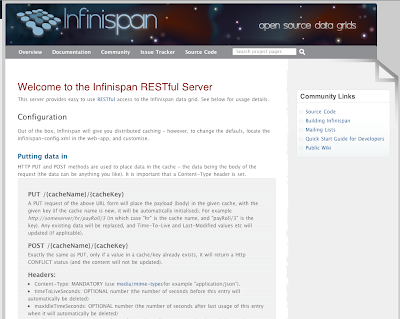 Infinispan
open source data grids
Overview Documentation Community Issue Tracker Source Code Search project pages
Welcome to the Infinispan RESTful Server
This server provides easy to use RESTful access to the infinispan data grid. See below for usage details.
Configuration
Out of the box, Infinispan will give you distributed caching - however, to change the defaults, locate the
infinispan-config.xml in the web-app, and customise.
Putting data in
HTTP PUT and POST methods are used to place data in the cache - the data being the body of the
request (the data can be anything you like). It is important that a Content-Type header is set.
PUT /{cacheName}/{cacheKey}
A PUT request of the above URL form will place the payload (body) in the given cache, with the
given key (if the cache name is new, it will be automatically initialised). For example
http://someserver/hr/payRoll/3 (in which case "hr" is the cache name, and "payRoll/3" is the
key). Any existing data will be replaced, and Time-To-Live and Last-Modified values etc will
updated (if applicable).
POST /{cacheName}/{cacheKey}
Exactly the same as PUT, only if a value in a cache/key already exists, it will return a Http
CONFLICT status (and the content will not be updated).
Headers:
• Content-Type: MANDATORY (use media/mime-types for example "application/json").
• timeToLiveSeconds: OPTIONAL number (the number of seconds before this entry will
automatically be deleted)
• maxIdleTimeSeconds: OPTIONAL number (the number of seconds after last usage of this entry
when it will automatically be deleted)
Community Links
Source Code
Building Infinispan
Mailing Lists
Quick Start Guide for Developers
Public Wiki